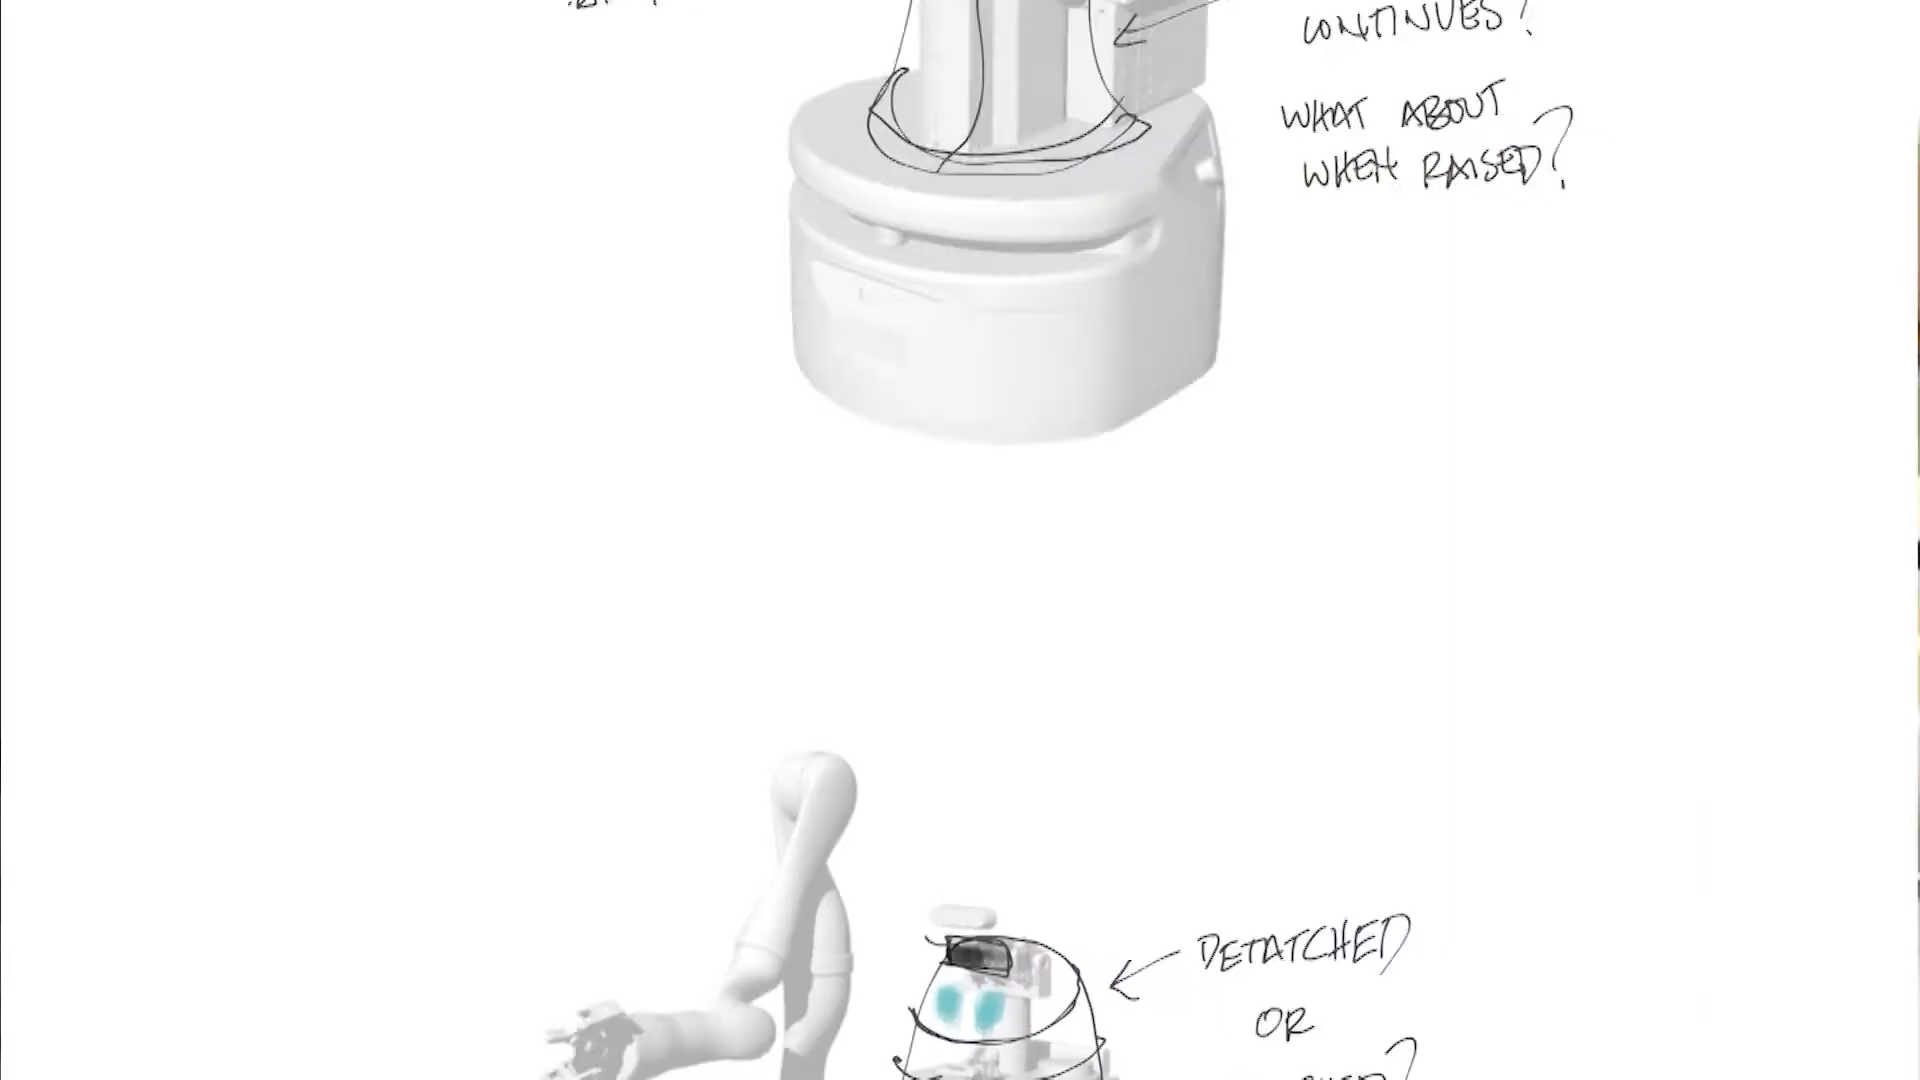 CONTINUES?
WHAT ABOUT
WHEN RAISED?
DETATCHED
OR